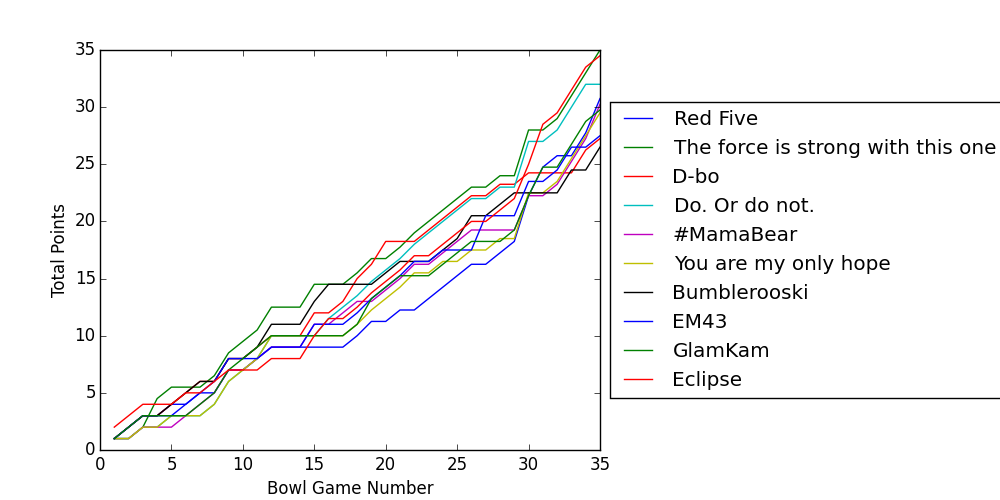 35
30
25
20
15
10
5
0
Total Points
0 5 10 15 20 25 30 35
Bowl Game Number
Red Five
The force is strong with this one
D-bo
Do. Or do not.
#MamaBear
You are my only hope
Bumblerooski
EM43
GlamKam
Eclipse